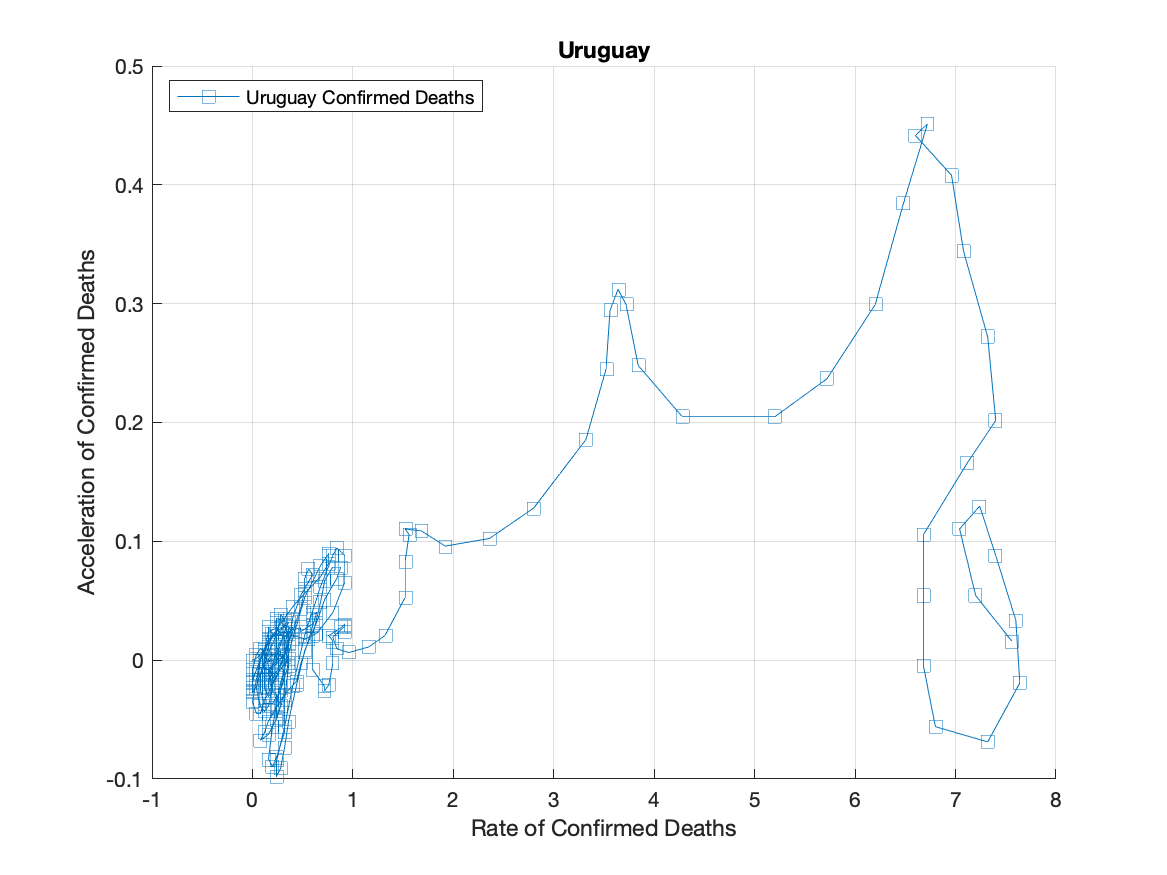 Uruguay
Uruguay Confirmed Deaths
0.5
0.4
0.3
0.2
0.1
0
-0.1
Acceleration of Confirmed Deaths
-1 0 1 2 3 4 5 6 7 8
Rate of Confirmed Deaths